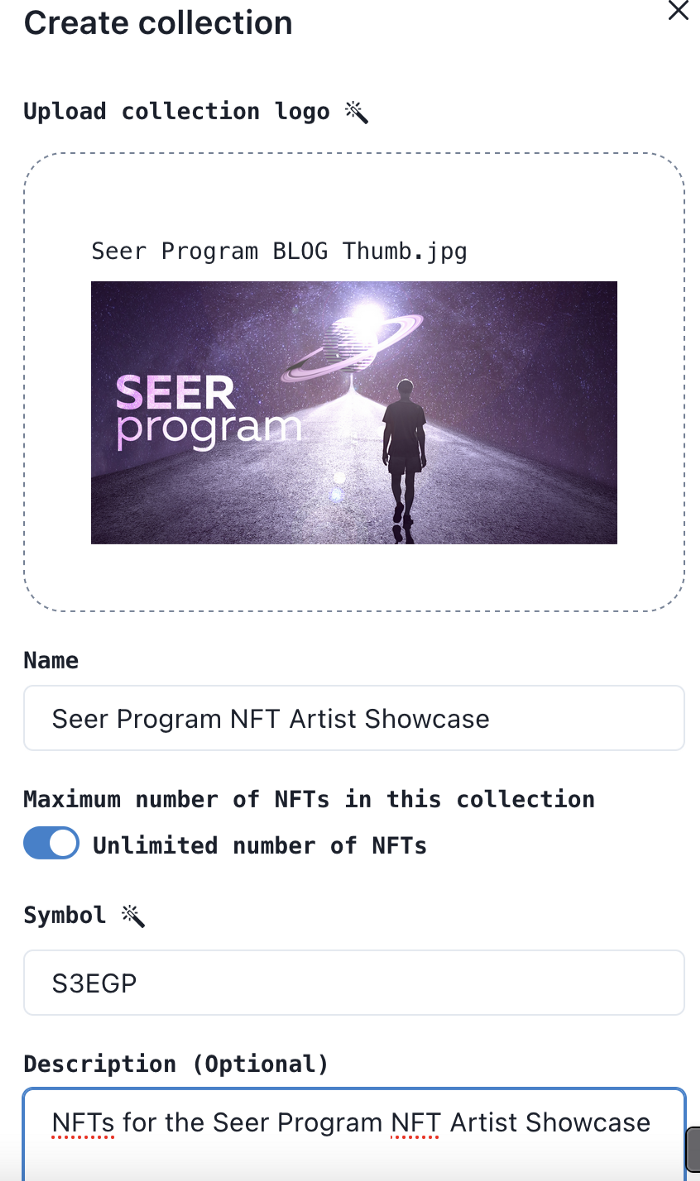 Create collection
Upload collection logo
Seer Program BLOG Thumb.jpg
SEER
program
Name
Seer Program NFT Artist Showcase
Maximum number of NFTs in this collection
Unlimited number of NFTs
Symbol
S3EGP
Description (Optional)
NFTs for the Seer Program NFT Artist Showcase